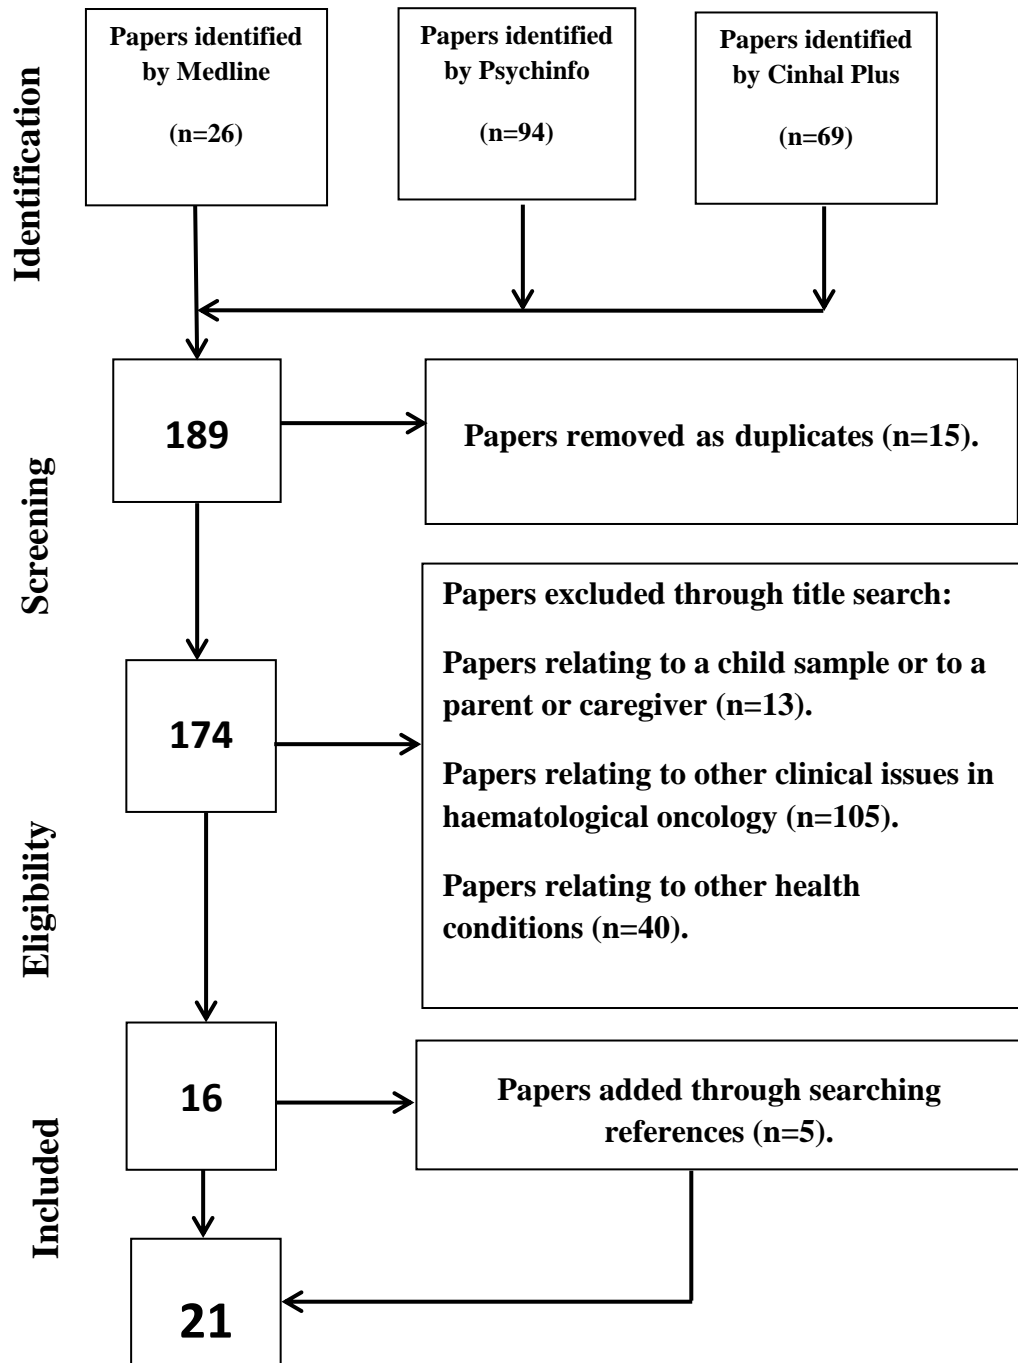 Identification
Papers identified
by Medline
(n=26)
Papers identified
by Psychinfo
(n=94)
Papers identified
by Cinhal Plus
(n=69)
Screening
189
Papers removed as duplicates (n=15).
174
Papers excluded through title search:
Papers relating to a child sample or to a
parent or caregiver (n=13).
Papers relating to other clinical issues in
haematological oncology (n=105).
Papers relating to other health
conditions (n=40).
Eligibility
16
Papers added through searching
references (n=5).
Included
21